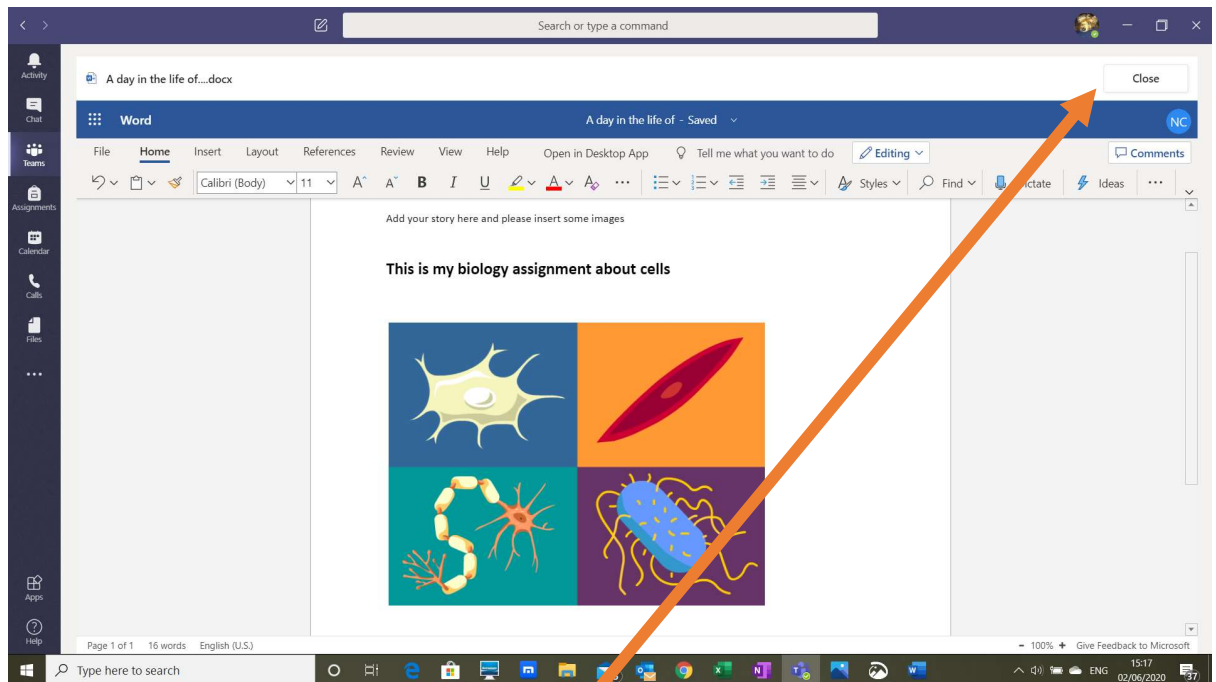 Search or type a command
Activity
Chat
Teams
Assignments
Calendar
Calls
Files
Apps
Help
A day in the life of....docx
Close
Word
A day in the life of - Saved
NC
File Home Insert Layout References Review View Help Open in Desktop App Tell me what you want to do Editing Comments
Calibri (Body) 11 A A B I U A A Styles Find Ideas
Add your story here and please insert some images
This is my biology assignment about cells
Page 1 of 1 16 words English (U.S.)
- 100% + Give Feedback to Microsoft
Type here to search
ENG
15:17
02/06/2020
37